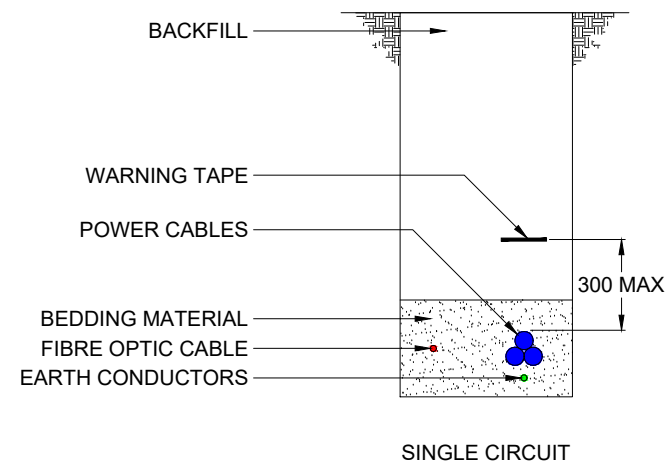 BACKFILL
WARNING TAPE
POWER CABLES
300 MAX
BEDDING MATERIAL
FIBRE OPTIC CABLE
EARTH CONDUCTORS
SINGLE CIRCUIT